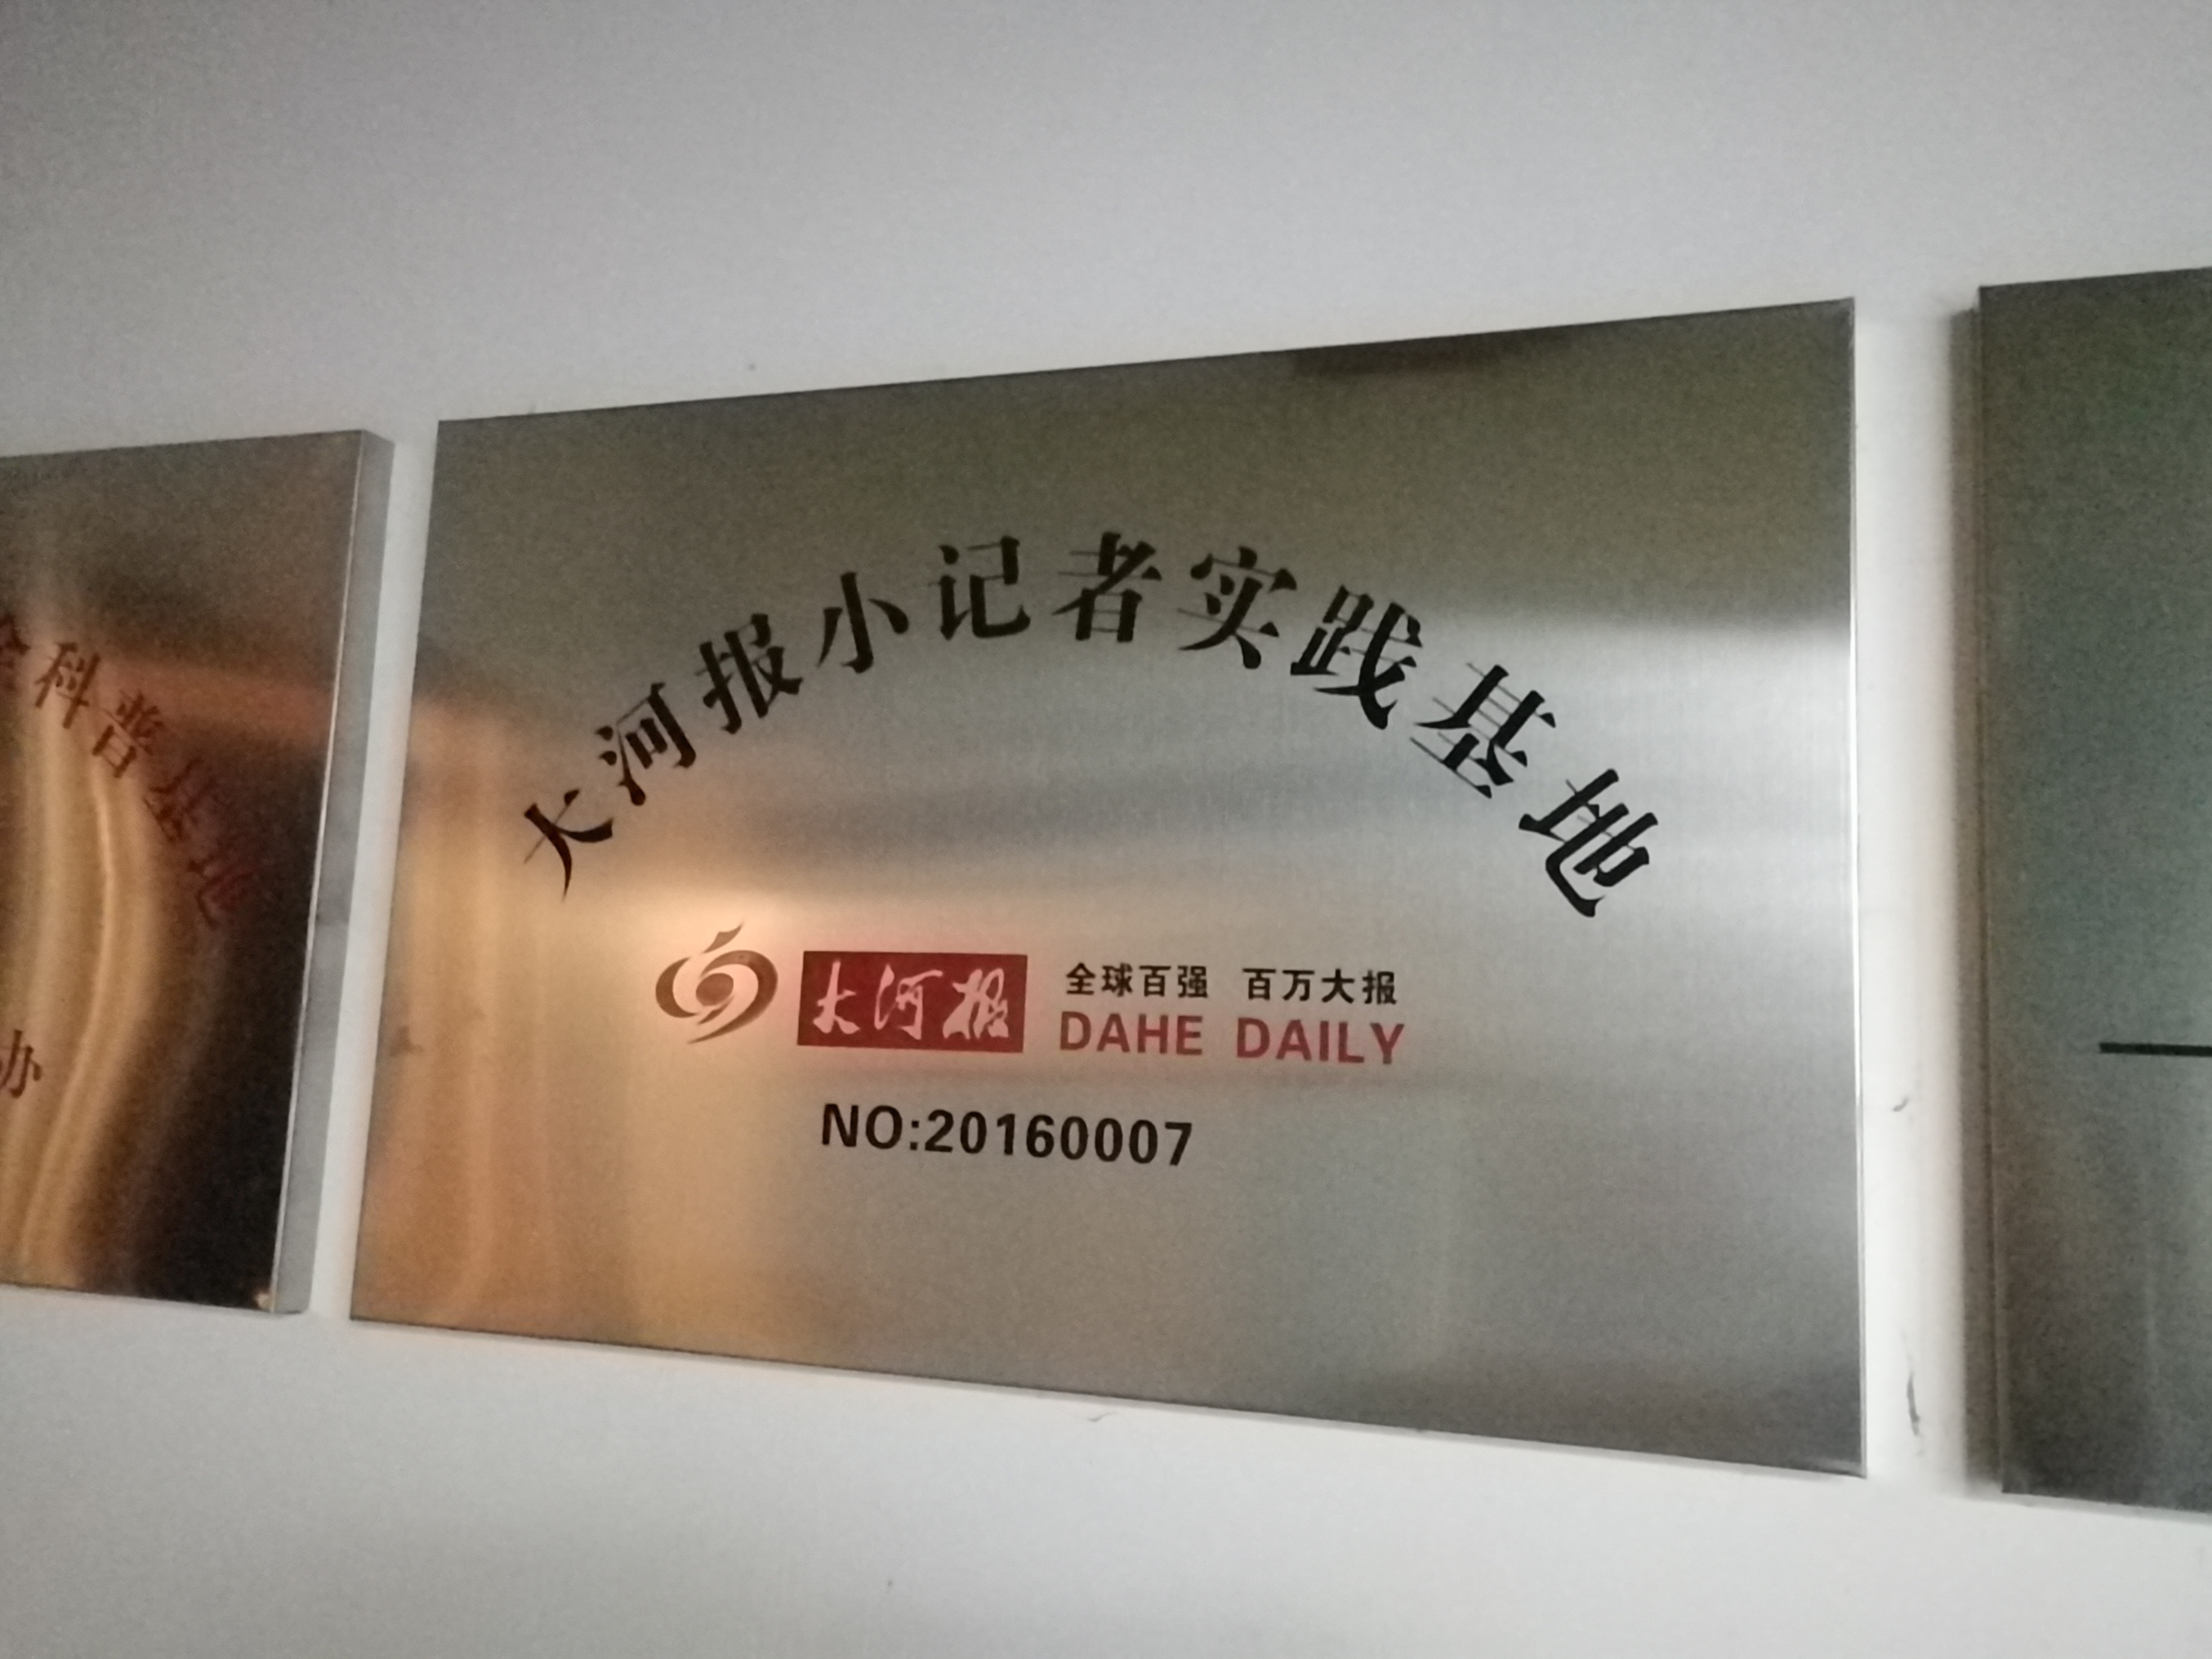 科普基地
办
大河报小记者实践基地
大河报
全球百强 百万大报
DAHE DAILY
NO:20160007